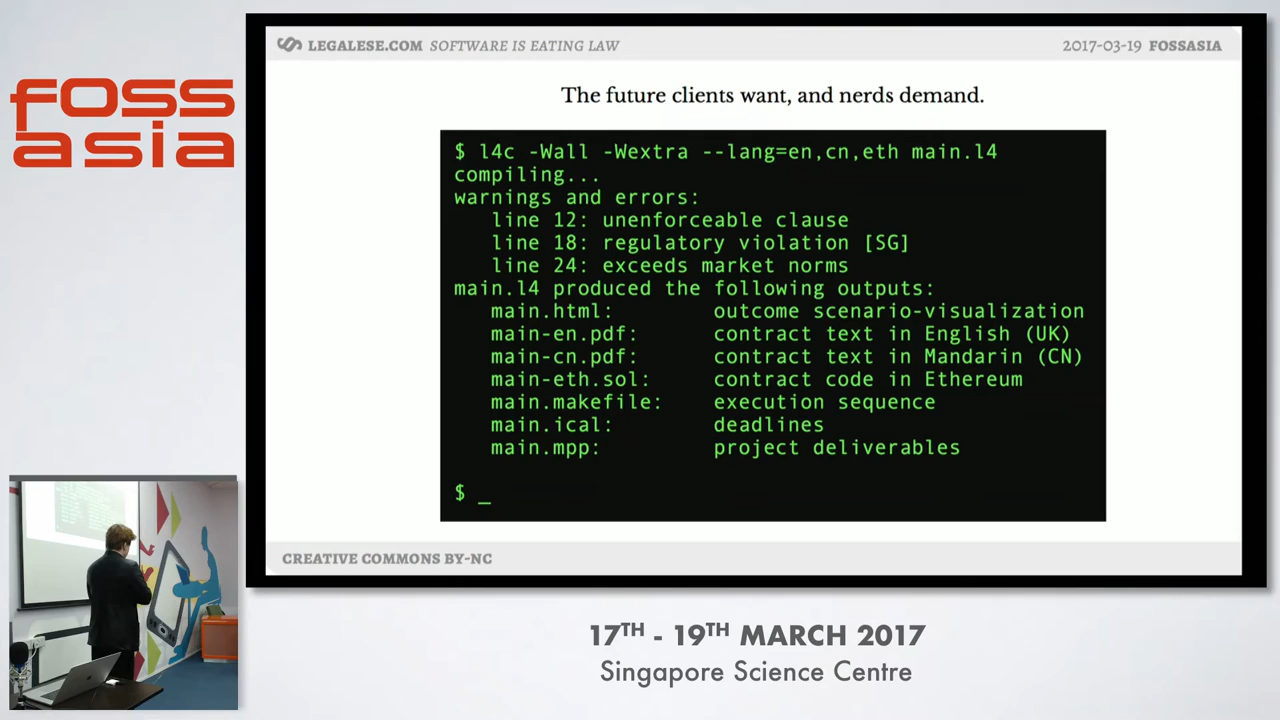 foss
asia
LEGALESE.COM SOFTWARE IS EATING LAW
2017-03-19 FOSSASIA
The future clients want, and nerds demand.
$ l4c -Wall -Wextra --lang=en,cn,eth main.l4
compiling...
warnings and errors:
line 12: unenforceable clause
line 18: regulatory violation [SG]
line 24: exceeds market norms
main.l4 produced the following outputs:
main.html: outcome scenario-visualization
main-en.pdf: contract text in English (UK)
main-cn.pdf: contract text in Mandarin (CN)
main-eth.sol: contract code in Ethereum
main.makefile: execution sequence
main.ical: deadlines
main.mpp: project deliverables
$ _
CREATIVE COMMONS BY-NC
17TH - 19TH MARCH 2017
Singapore Science Centre